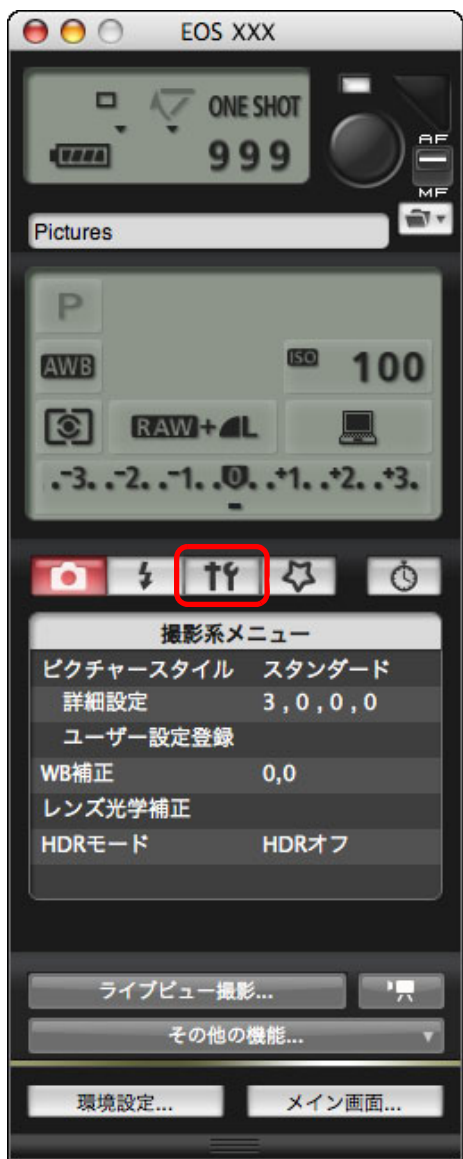 EOS XXX
ONE SHOT
999
AF
MF
Pictures
P
AWB
ISO 100
RAW+L
.-3. .-2. .-1. .0. .+1. .+2. .+3.
撮影系メニュー
ピクチャースタイル スタンダード
詳細設定 3,0,0,0
ユーザー設定登録
WB補正 0,0
レンズ光学補正
HDRモード HDRオフ
ライブビュー撮影...
その他の機能...
環境設定... メイン画面...